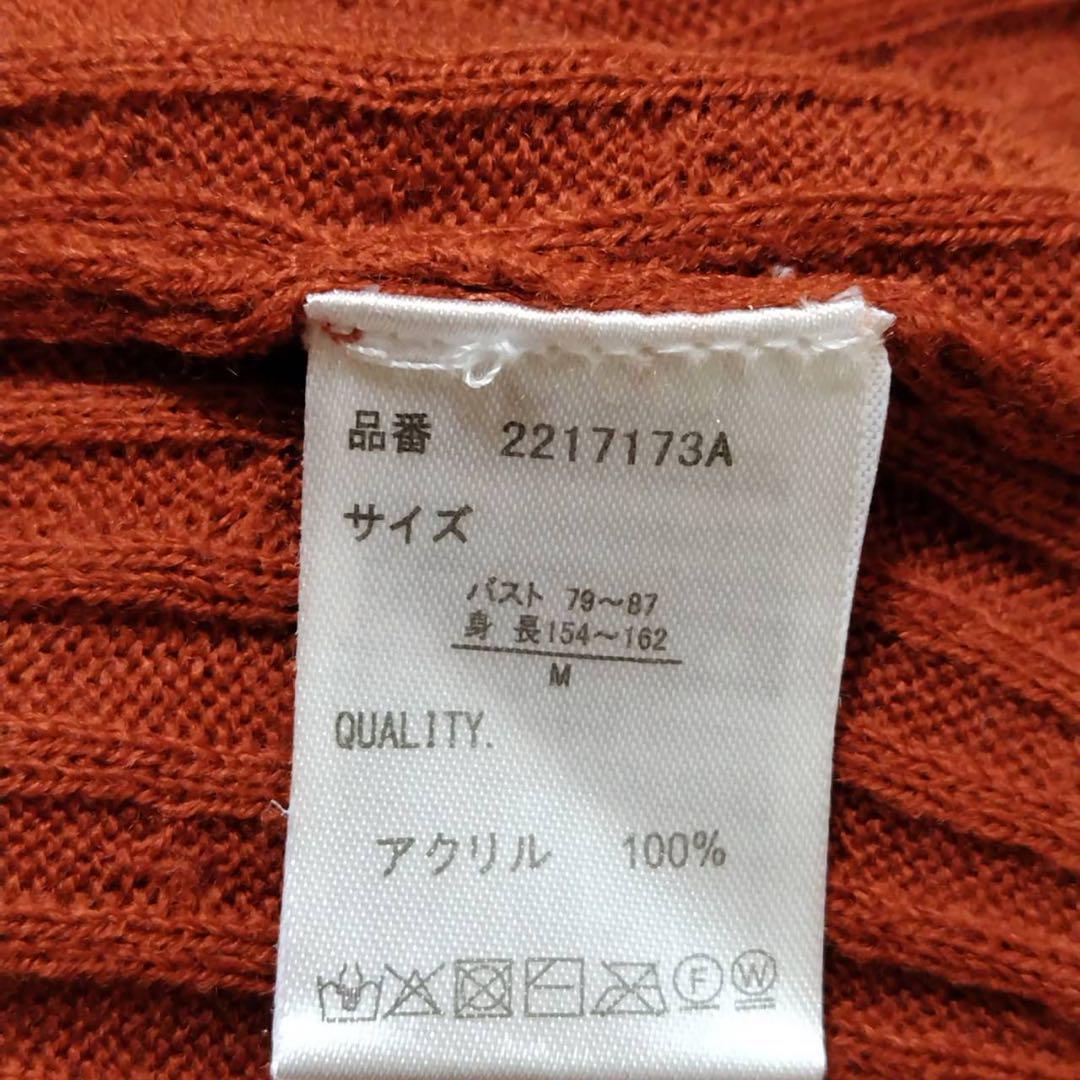 品番 2217173A
サイズ
バスト 79～87
身 長154～162
M
QUALITY.
アクリル 100%
F W